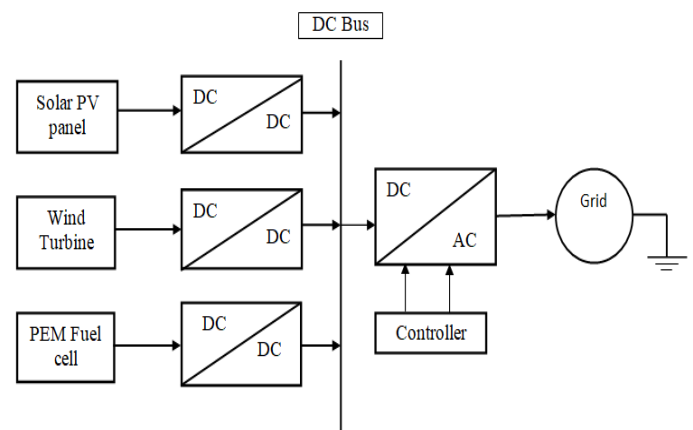 DC Bus
Solar PV
panel
DC
DC
Wind
Turbine
DC
DC
DC
AC
Grid
PEM Fuel
cell
DC
DC
Controller